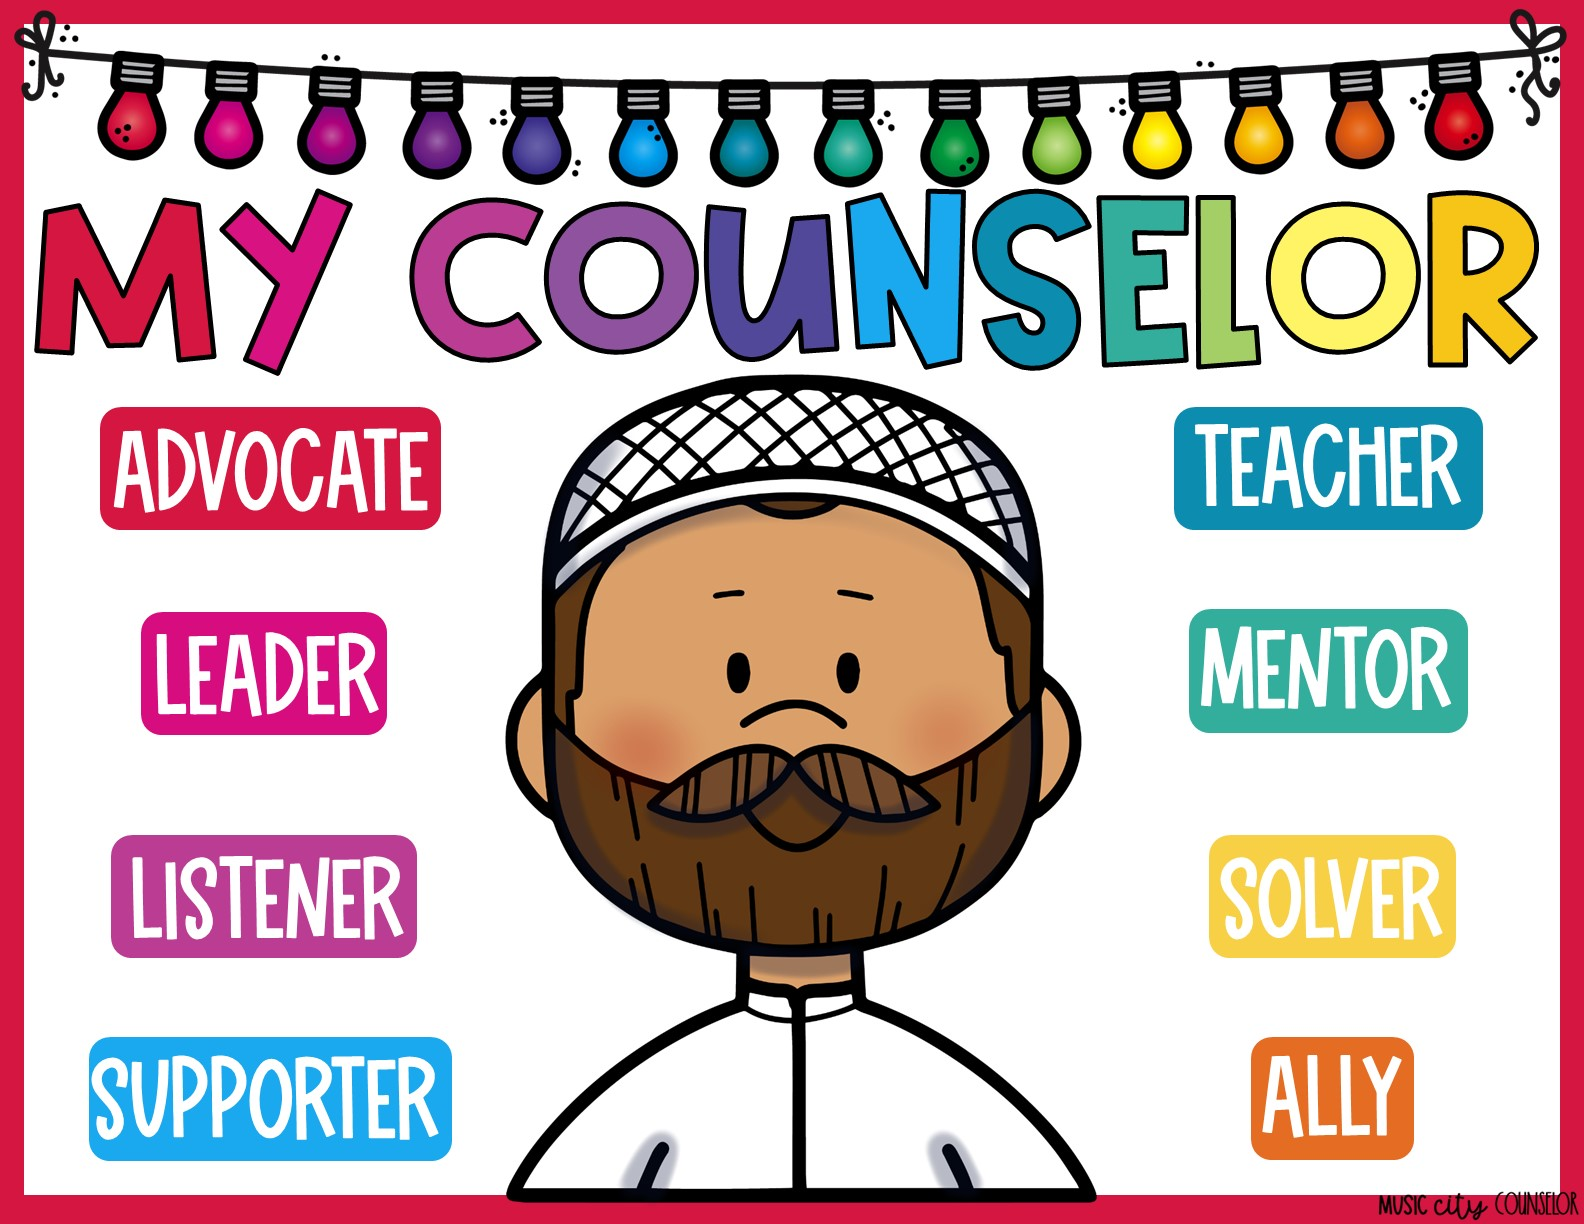 MY COUNSELOR
ADVOCATE
LEADER
LISTENER
SUPPORTER
TEACHER
MENTOR
SOLVER
ALLY
MUSIC city COUNSELOR